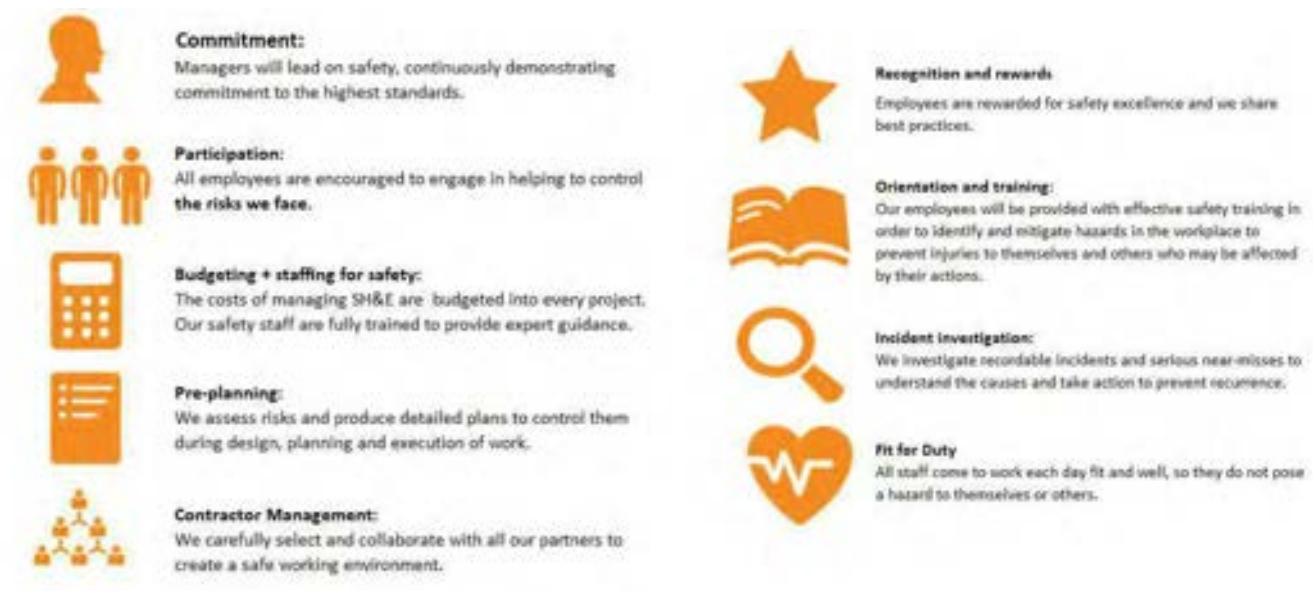 Commitment:
Managers will lead on safety, continuously demonstrating
commitment to the highest standards.
Participation:
All employees are encouraged to engage in helping to control
the risks we face.
Budgeting + staffing for safety:
The costs of managing SH&E are budgeted into every project.
Our safety staff are fully trained to provide expert guidance.
Pre-planning:
We assess risks and produce detailed plans to control them
during design, planning and execution of work.
Contractor Management:
We carefully select and collaborate with all our partners to
create a safe working environment.
Recognition and rewards
Employees are rewarded for safety excellence and we share
best practices.
Orientation and training:
Our employees will be provided with effective safety training in
order to identify and mitigate hazards in the workplace to
prevent injuries to themselves and others who may be affected
by their actions.
Incident investigation:
We investigate recordable incidents and serious near-misses to
understand the causes and take action to prevent recurrence.
Fit for Duty
All staff come to work each day fit and well, so they do not pose
a hazard to themselves or others.